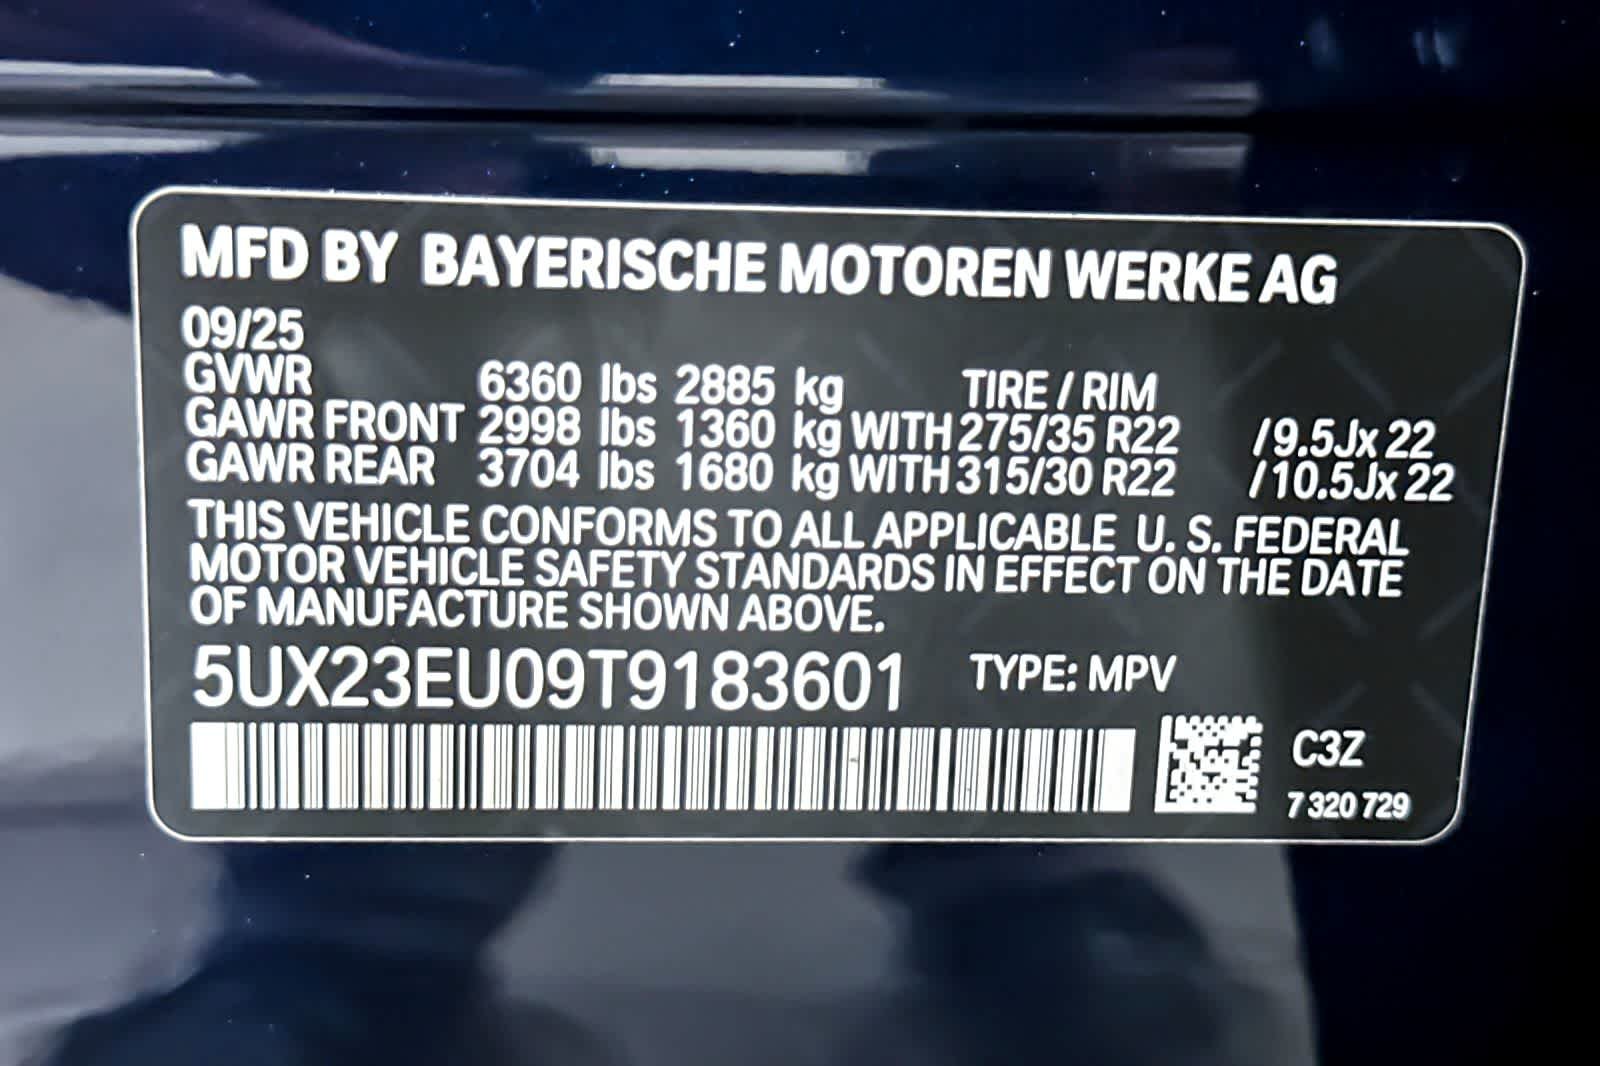 MFD BY BAYERISCHE MOTOREN WERKE AG
09/25
GVWR 6360 lbs 2885 kg TIRE / RIM
GAWR FRONT 2998 lbs 1360 kg WITH 275/35 R22 /9.5Jx 22
GAWR REAR 3704 lbs 1680 kg WITH 315/30 R22 /10.5Jx 22
THIS VEHICLE CONFORMS TO ALL APPLICABLE U. S. FEDERAL
MOTOR VEHICLE SAFETY STANDARDS IN EFFECT ON THE DATE
OF MANUFACTURE SHOWN ABOVE.
5UX23EU09T9183601 TYPE: MPV
C3Z
7 320 729